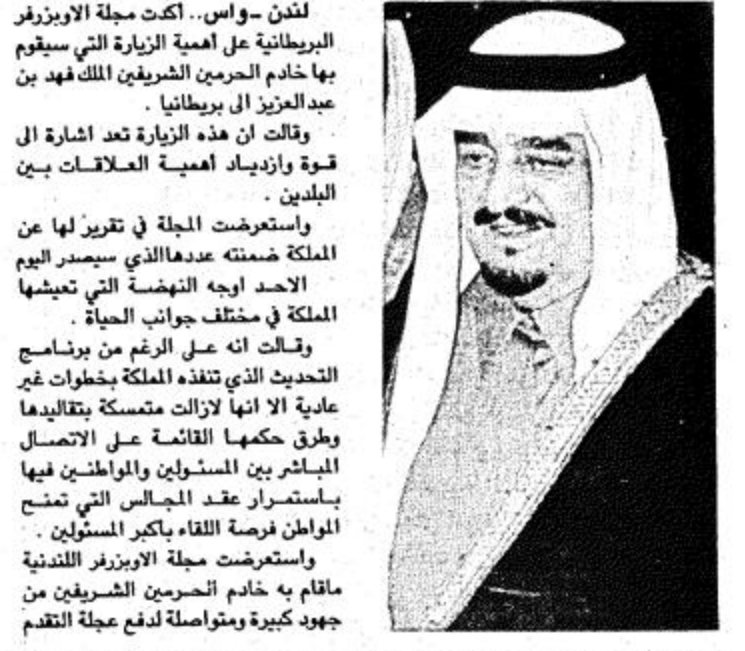 لندن -واس.. أكدت مجلة الاوبزرفر
البريطانية على أهمية الزيارة التي سيقوم
بها خادم الحرمين الشريفين الملك فهد بن
عبدالعزيز الى بريطانيا .
وقالت ان هذه الزيارة تعد اشارة الى
قوة وازدياد أهمية العلاقات بين
البلدين .
واستعرضت المجلة في تقرير لها عن
المملكة ضمنته عددهاالذي سيصدر اليوم
الاحد اوجه النهضة التي تعيشها
المملكة في مختلف جوانب الحياة .
وقالت انه على الرغم من برنامج
التحديث الذي تنفذه المملكة بخطوات غير
عادية الا انها لازالت متمسكة بتقاليدها
وطرق حكمها القائمة على الاتصال
المباشر بين المسئولين والمواطنين فيها
باستمرار عقد المجالس التي تمنح
المواطن فرصة اللقاء باكبر المسئولين .
واستعرضت مجلة الاوبزرفر اللندنية
ماقام به خادم الحرمين الشريفين من
جهود كبيرة ومتواصلة لدفع عجلة التقدم